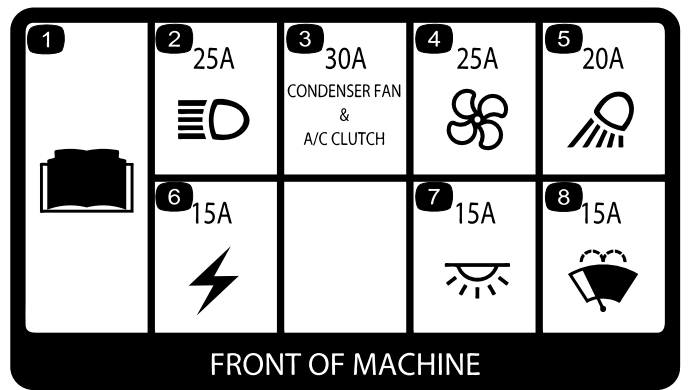 1
2
25A
3
30A
CONDENSER FAN
&
A/C CLUTCH
4
25A
5
20A
6
15A
7
15A
8
15A
FRONT OF MACHINE